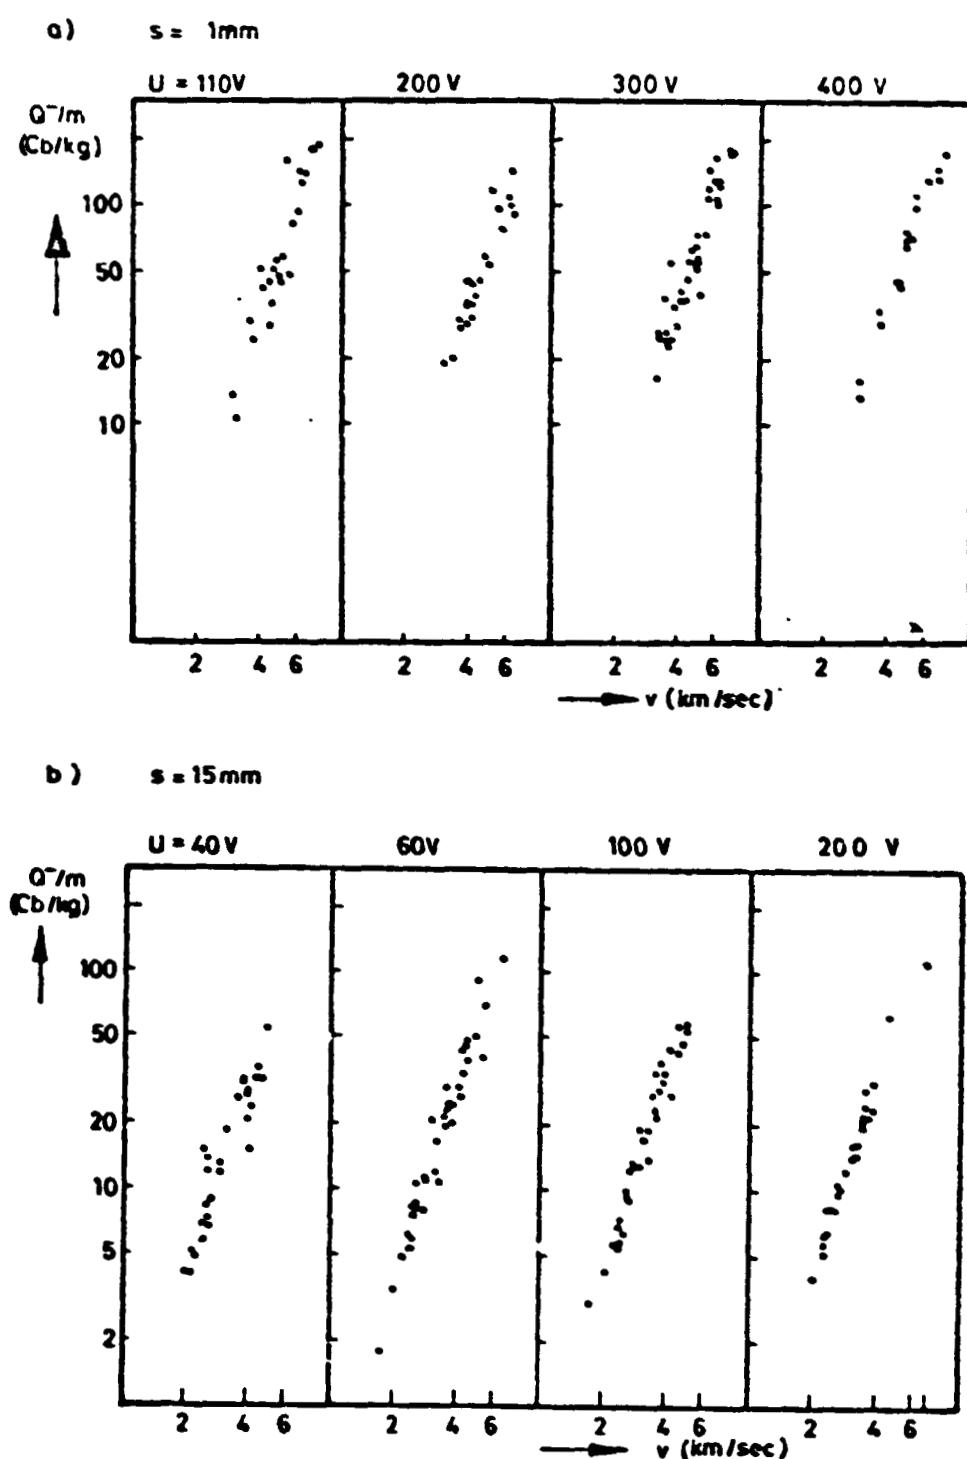 a) s = 1mm
U = 110V 200 V 300 V 400 V
Q⁻/m
(Cb/kg)
100
50
20
10
2 4 6 2 4 6 2 4 6 2 4 6
v (km/sec)
b) s = 15mm
U = 40V 60V 100V 200 V
Q⁻/m
(Cb/kg)
100
50
20
10
5
2
2 4 6 2 4 6 2 4 6 2 4 6
v (km/sec)